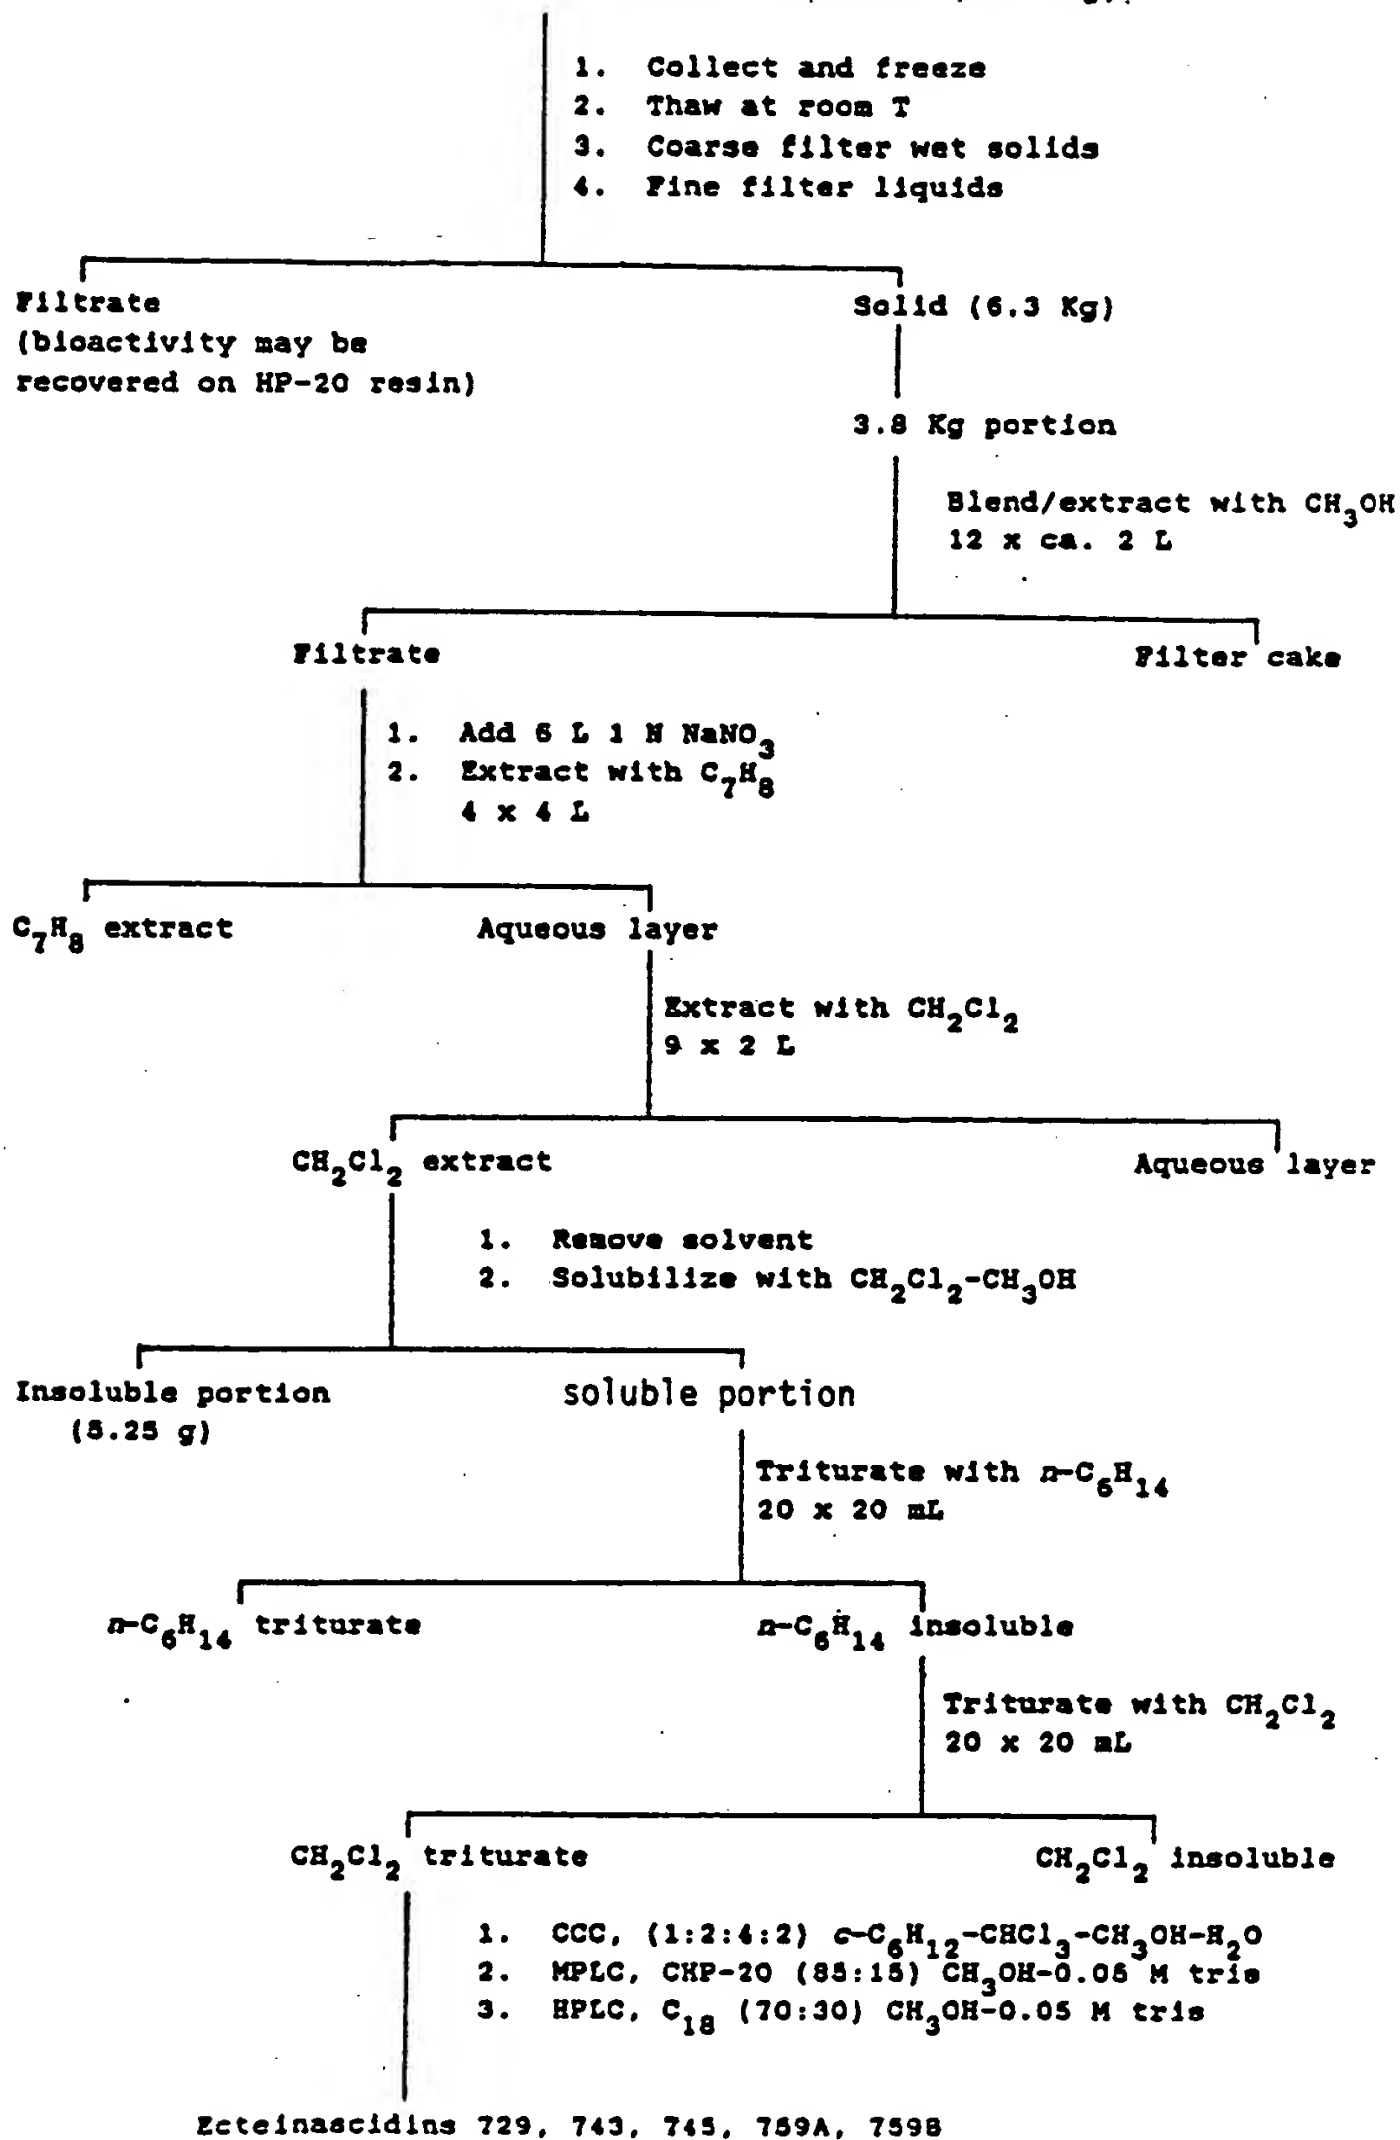 1. Collect and freeze
2. Thaw at room T
3. Coarse filter wet solids
4. Fine filter liquids
Filtrate
(bioactivity may be
recovered on HP-20 resin)
Solid (6.3 Kg)
3.8 Kg portion
Blend/extract with CH₃OH
12 x ca. 2 L
Filtrate
Filter cake
1. Add 6 L 1 N NaNO₃
2. Extract with C₇H₈
4 x 4 L
C₇H₈ extract
Aqueous layer
Extract with CH₂Cl₂
9 x 2 L
CH₂Cl₂ extract
Aqueous layer
1. Remove solvent
2. Solubilize with CH₂Cl₂-CH₃OH
Insoluble portion
(5.25 g)
soluble portion
Triturate with n-C₆H₁₄
20 x 20 mL
n-C₆H₁₄ triturate
n-C₆H₁₄ insoluble
Triturate with CH₂Cl₂
20 x 20 mL
CH₂Cl₂ triturate
CH₂Cl₂ insoluble
1. CCC, (1:2:4:2) c-C₆H₁₂-CHCl₃-CH₃OH-H₂O
2. MPLC, CHP-20 (85:15) CH₃OH-0.05 M tris
3. HPLC, C₁₈ (70:30) CH₃OH-0.05 M tris
Ecteinascidins 729, 743, 745, 759A, 759B